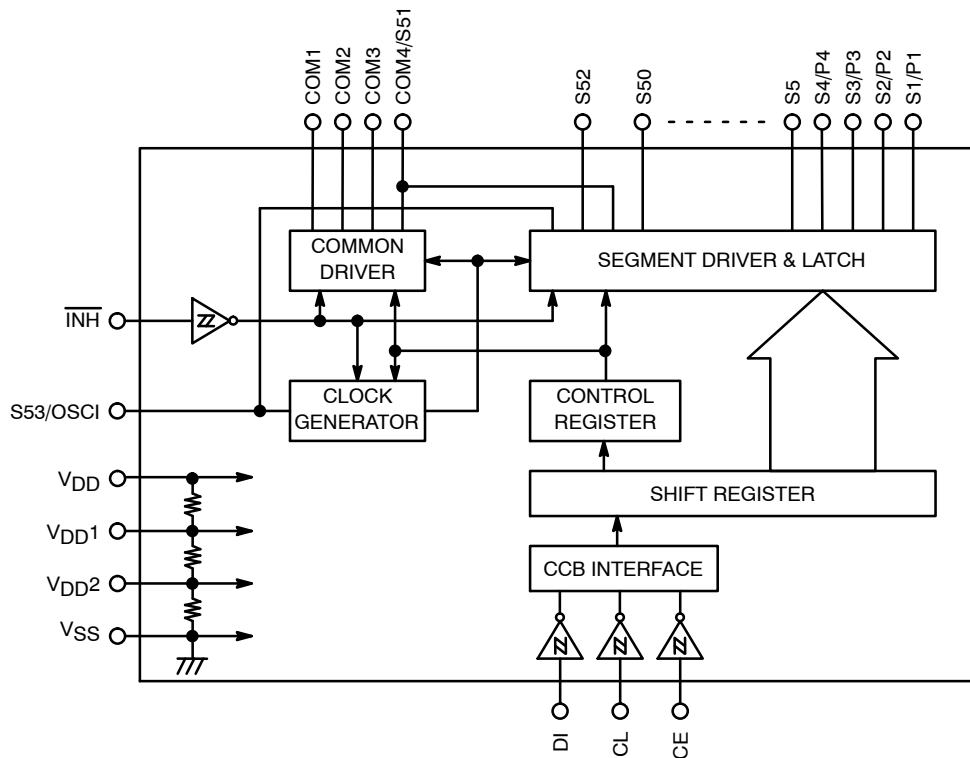 COM1
COM2
COM3
COM4/S51
S52
S50
S5
S4/P4
S3/P3
S2/P2
S1/P1
COMMON
DRIVER
SEGMENT DRIVER & LATCH
INH
S53/OSCI
CLOCK
GENERATOR
CONTROL
REGISTER
VDD
SHIFT REGISTER
VDD1
CCB INTERFACE
VDD2
VSS
DI
CL
CE